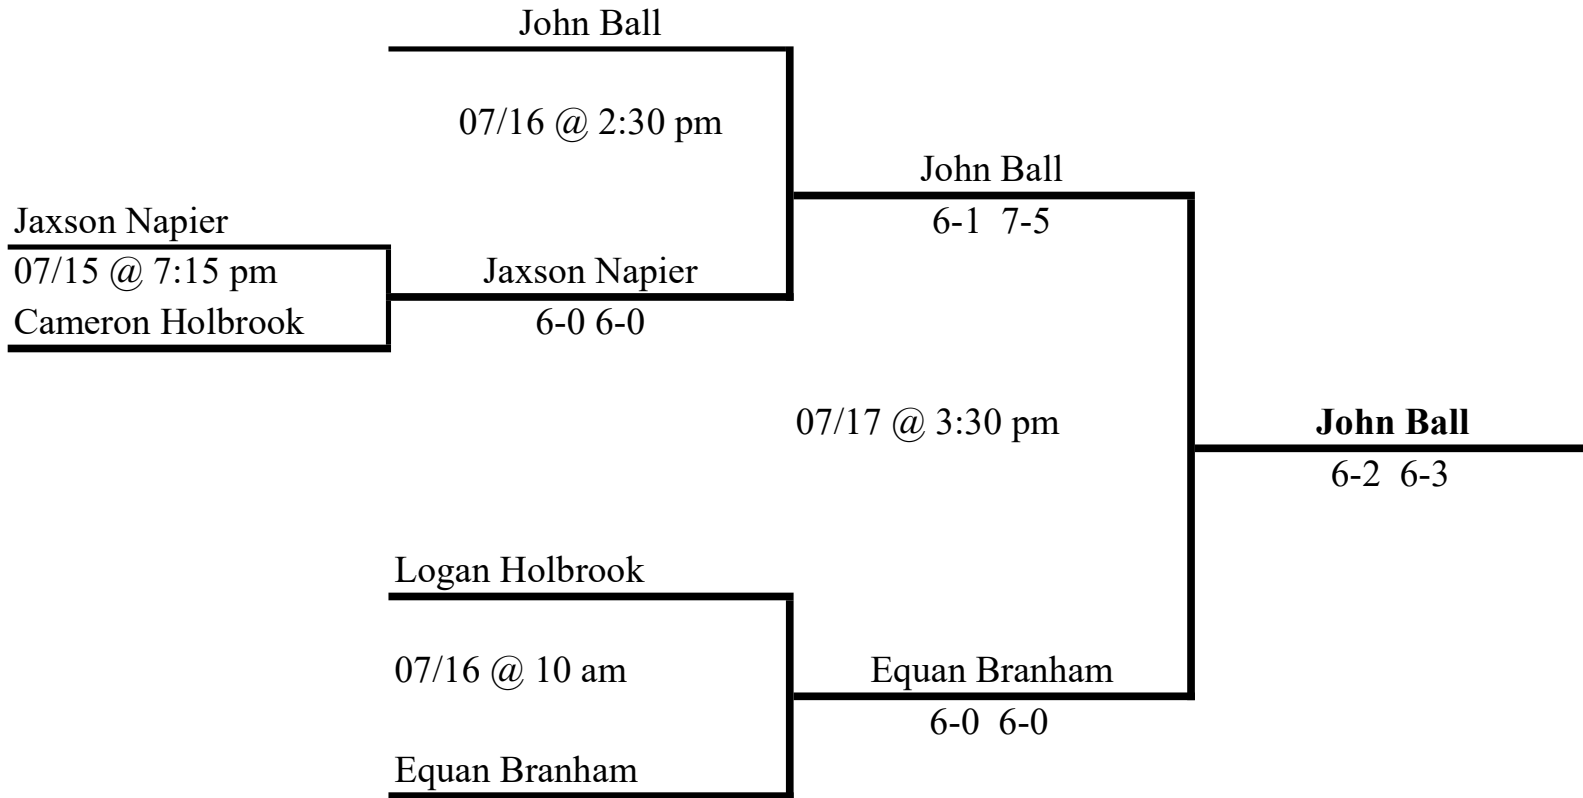 John Ball
07/16 @ 2:30 pm
John Ball
6-1  7-5
Jaxson Napier
07/15 @ 7:15 pm
Cameron Holbrook
Jaxson Napier
6-0 6-0
07/17 @ 3:30 pm
John Ball
6-2  6-3
Logan Holbrook
07/16 @ 10 am
Equan Branham
Equan Branham
6-0  6-0